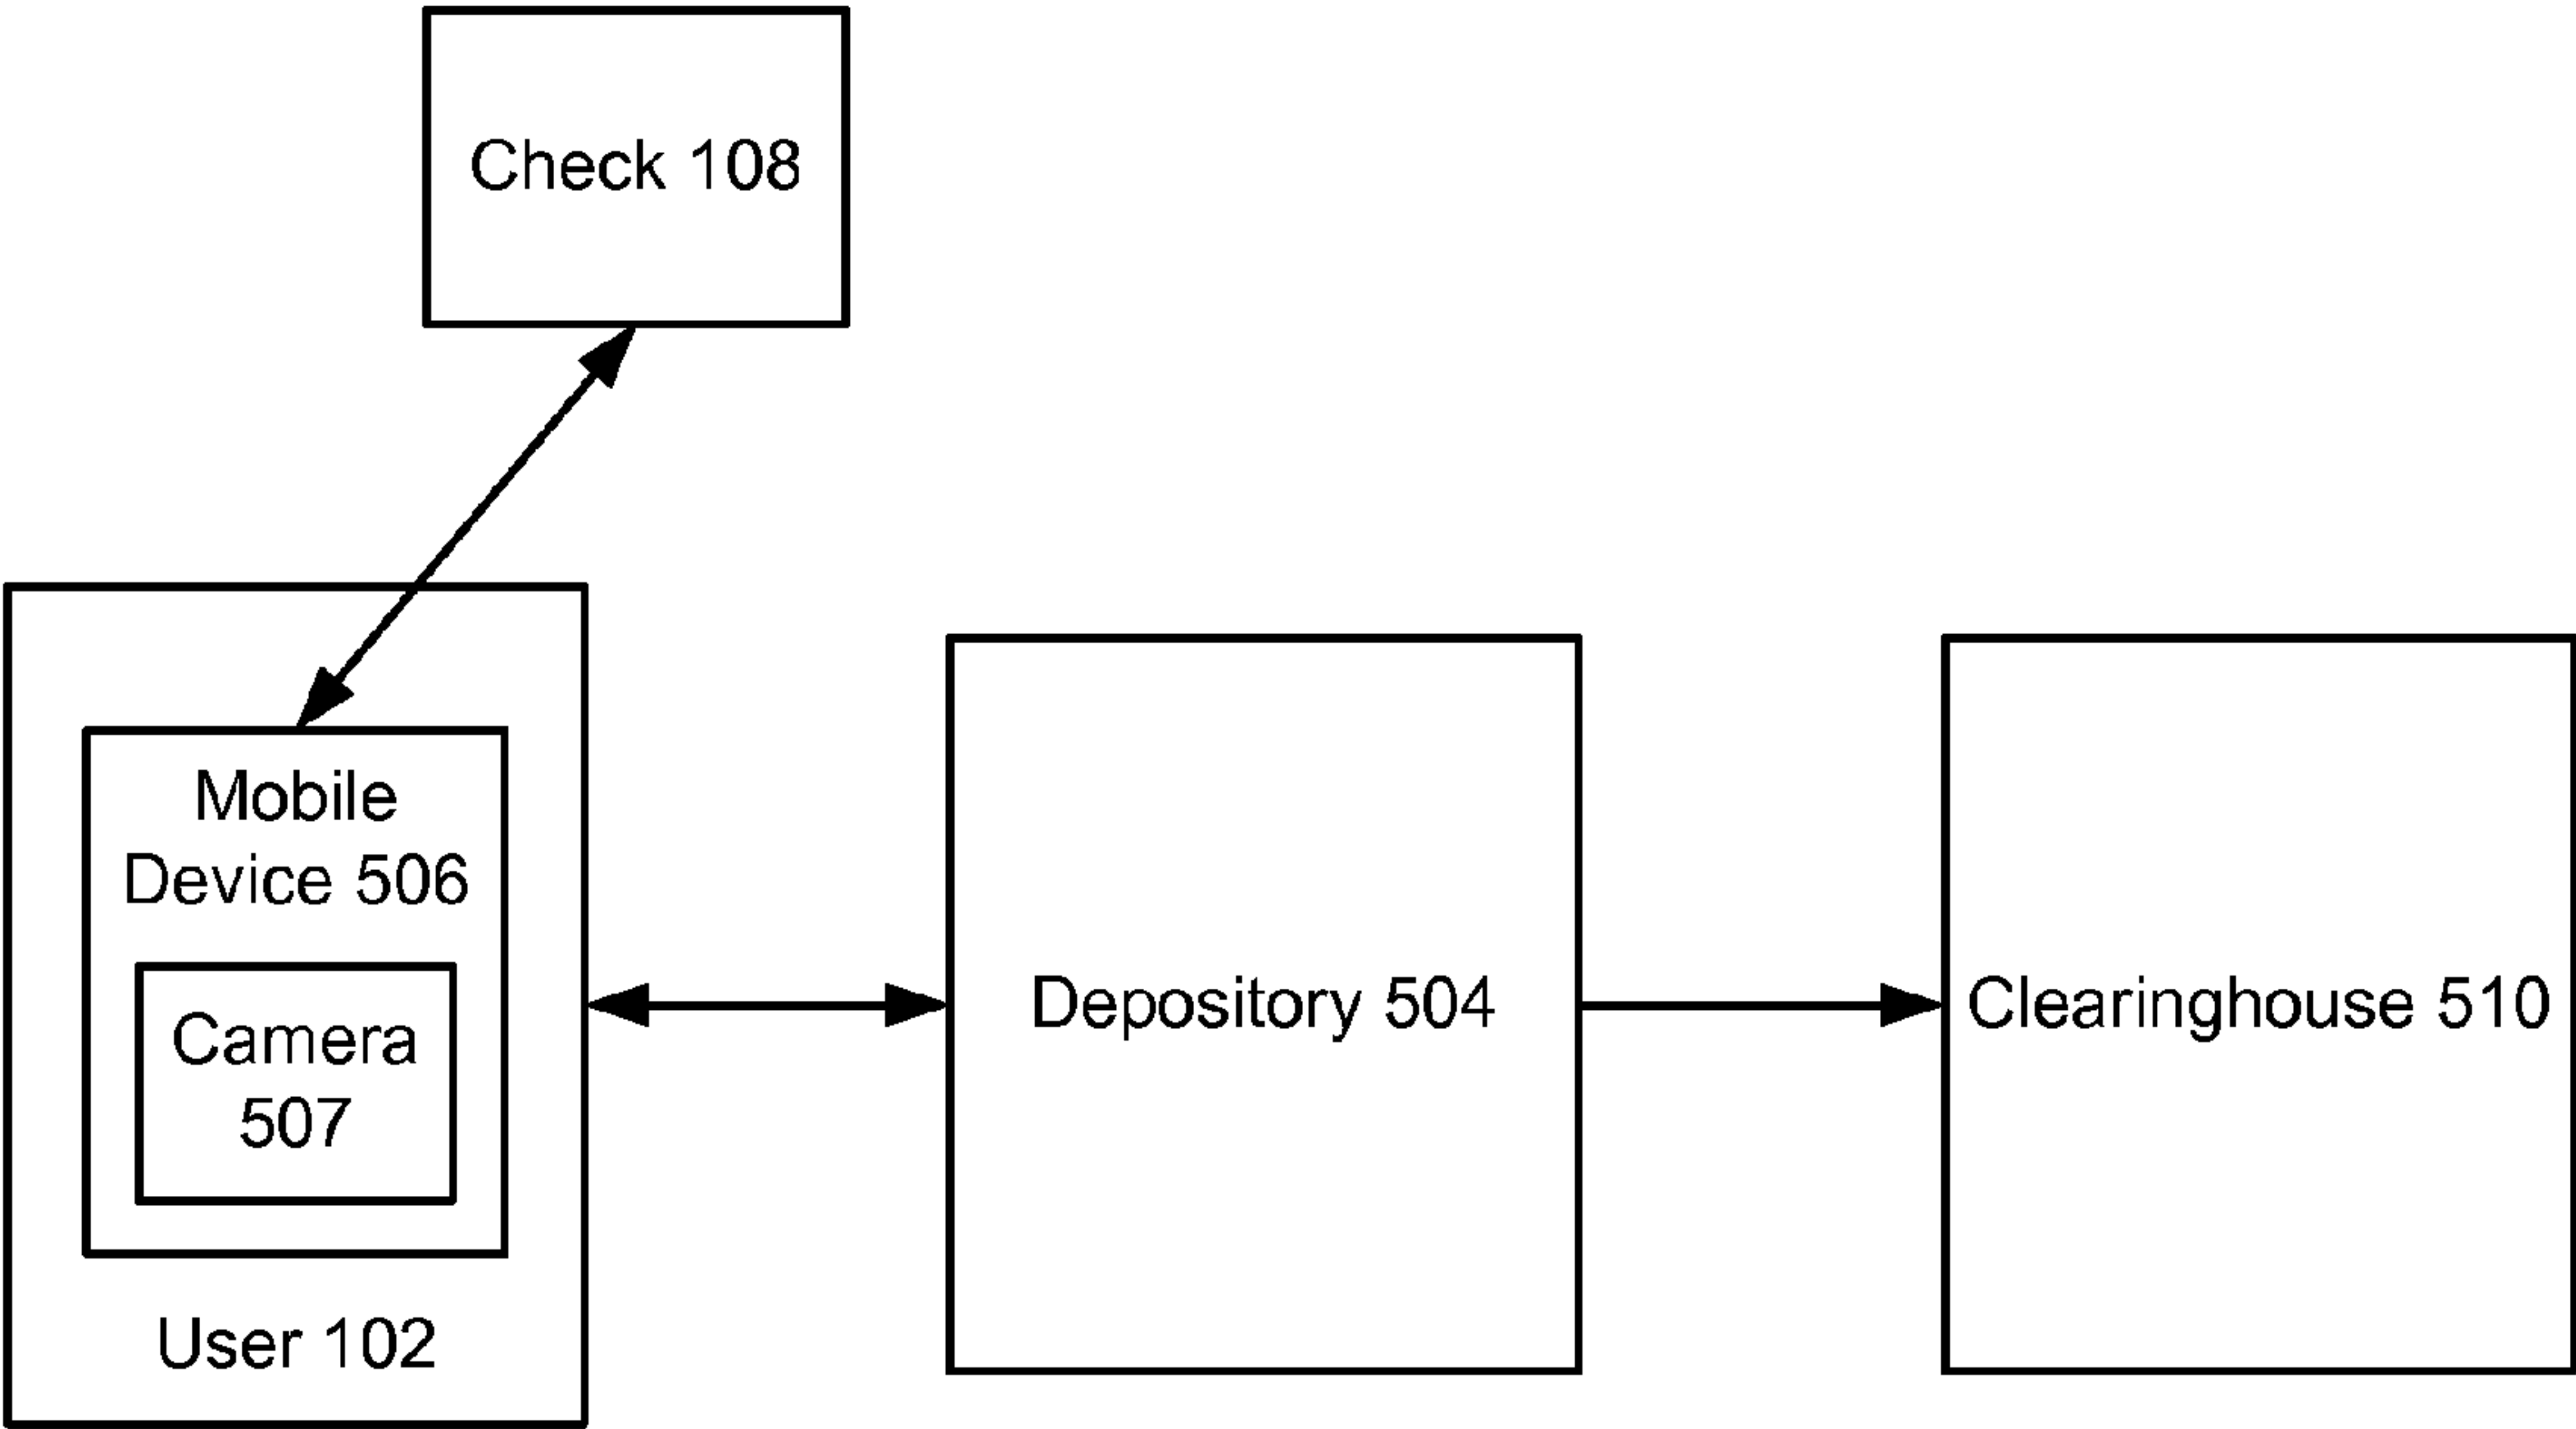 Check 108
Mobile
Device 506
Camera
507
User 102
Depository 504
Clearinghouse 510